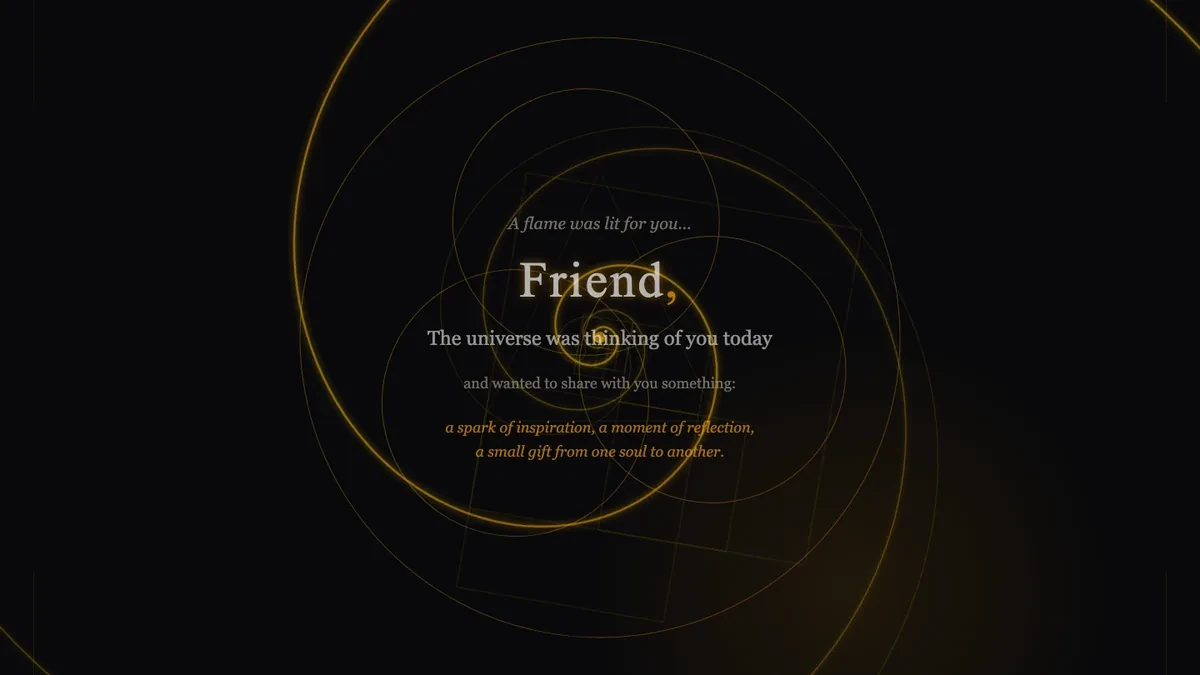 A flame was lit for you...
Friend,
The universe was thinking of you today
and wanted to share with you something:
a spark of inspiration, a moment of reflection,
a small gift from one soul to another.